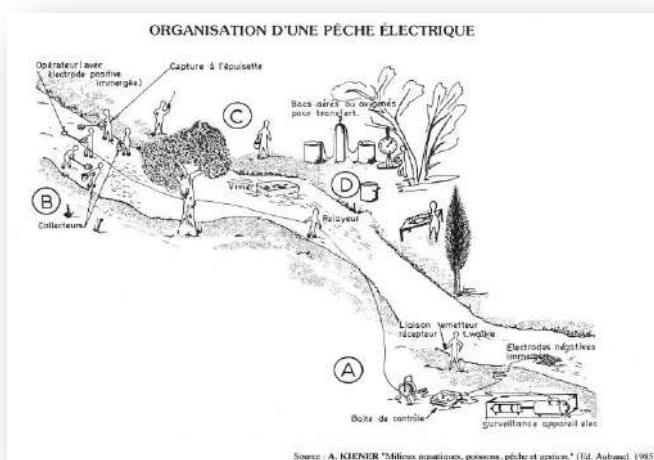 ORGANISATION D'UNE PÊCHE ÉLECTRIQUE
Opérateur (avec
électrode positive
immergée)
Capture à l'épuisette
C
Bacs aérés ou oxygénés
pour transfert.
Vivier
D
B
Collecteurs
Relayeur
Liaison émetteur
récepteur t.walkie
Électrodes négatives
immergées
A
Boîte de contrôle
Surveillance appareil elec
Source : A. KIENER "Milieux aquatiques, poissons, pêche et gestion." (Ed. Aubanel. 1985